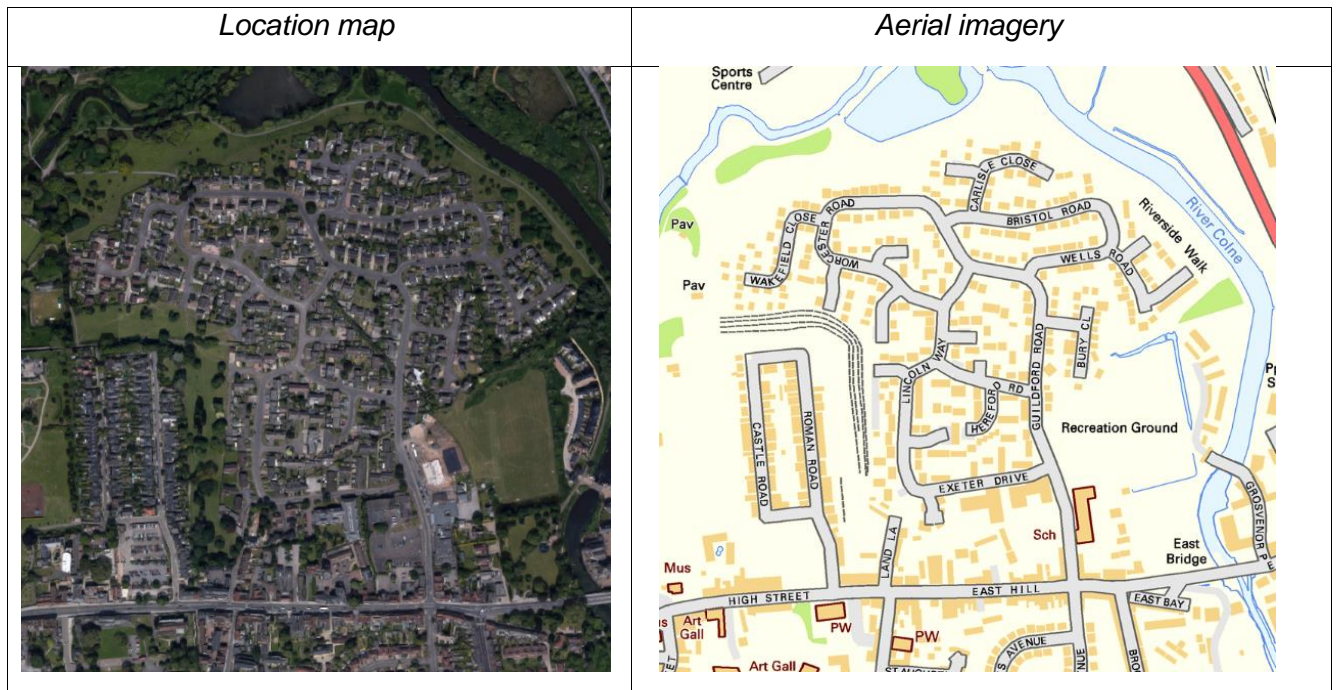 Location map
Aerial imagery
Sports
Centre
CARLISLE CLOSE
BRISTOL ROAD
Riverside Walk
River Colne
Pav
WAKEFIELD CLOSE
WORCESTER ROAD
WORC
WELLS ROAD
Pav
BURY CL
LINCOLN WAY
HEREFORD RD
GUILDFORD ROAD
CASTLE ROAD
ROMAN ROAD
Recreation Ground
EXETER DRIVE
GROSVENOR
Sch
LAND LA
East
Bridge
Mus
HIGH STREET
EAST HILL
EAST BAY
Art
Gall
PW
PW
Art Gall
S AVENUE
NUE
BRO